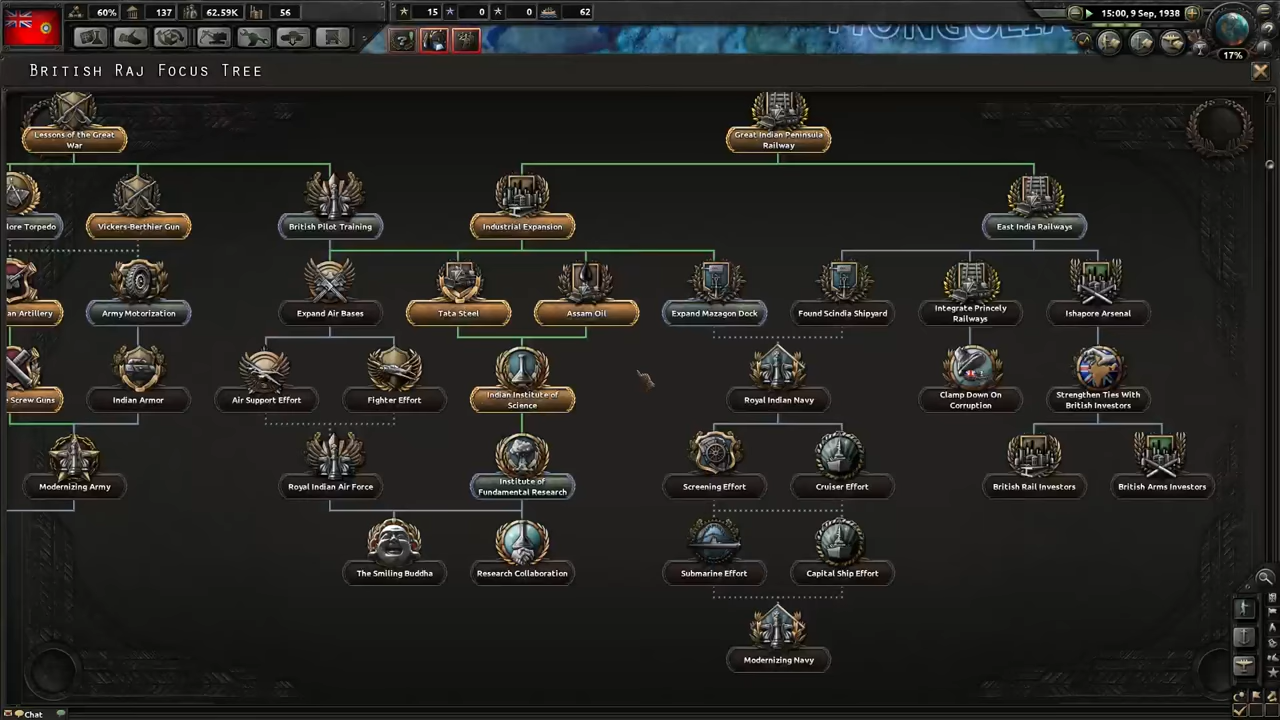 60%
137
62.59K
56
15
0
0
62
15:00, 9 Sep, 1938
17%
British Raj Focus Tree
Lessons of the Great
War
Great Indian Peninsula
Railway
lore Torpedo
Vickers-Berthier Gun
British Pilot Training
Industrial Expansion
East India Railways
an Artillery
Army Motorization
Expand Air Bases
Tata Steel
Assam Oil
Expand Mazagon Dock
Found Scindia Shipyard
Integrate Princely
Railways
Ishapore Arsenal
e Screw Guns
Indian Armor
Air Support Effort
Fighter Effort
Indian Institute of
Science
Royal Indian Navy
Clamp Down On
Corruption
Strengthen Ties With
British Investors
Modernizing Army
Royal Indian Air Force
Institute of
Fundamental Research
Screening Effort
Cruiser Effort
British Rail Investors
British Arms Investors
The Smiling Buddha
Research Collaboration
Submarine Effort
Capital Ship Effort
Modernizing Navy
Chat